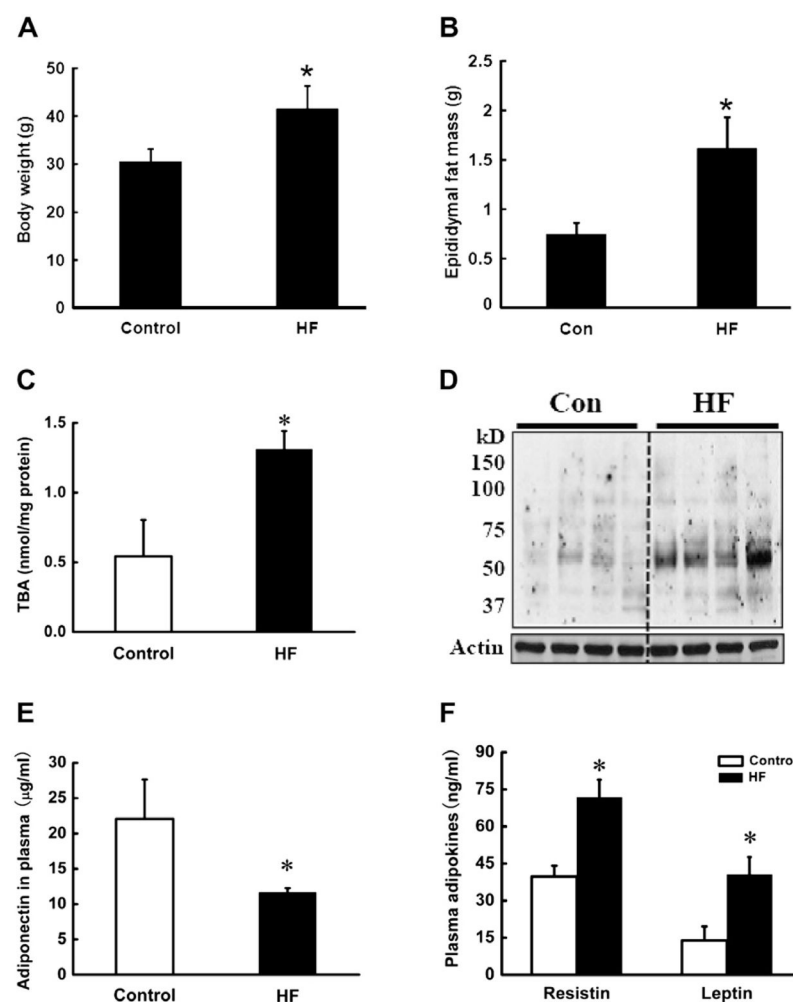 A
Body weight (g)
50
40
30
20
10
0
*
Control HF
B
Epididymal fat mass (g)
2.5
2
1.5
1
0.5
0
*
Con HF
C
TBA (nmol/mg protein)
1.5
1.0
0.5
0.0
*
Control HF
D
Con HF
kD
150
100
75
50
37
Actin
E
Adiponectin in plasma (μg/ml)
30
25
20
15
10
5
0
*
Control HF
F
Plasma adipokines (ng/ml)
90
75
60
45
30
15
0
* *
Control
HF
Resistin Leptin